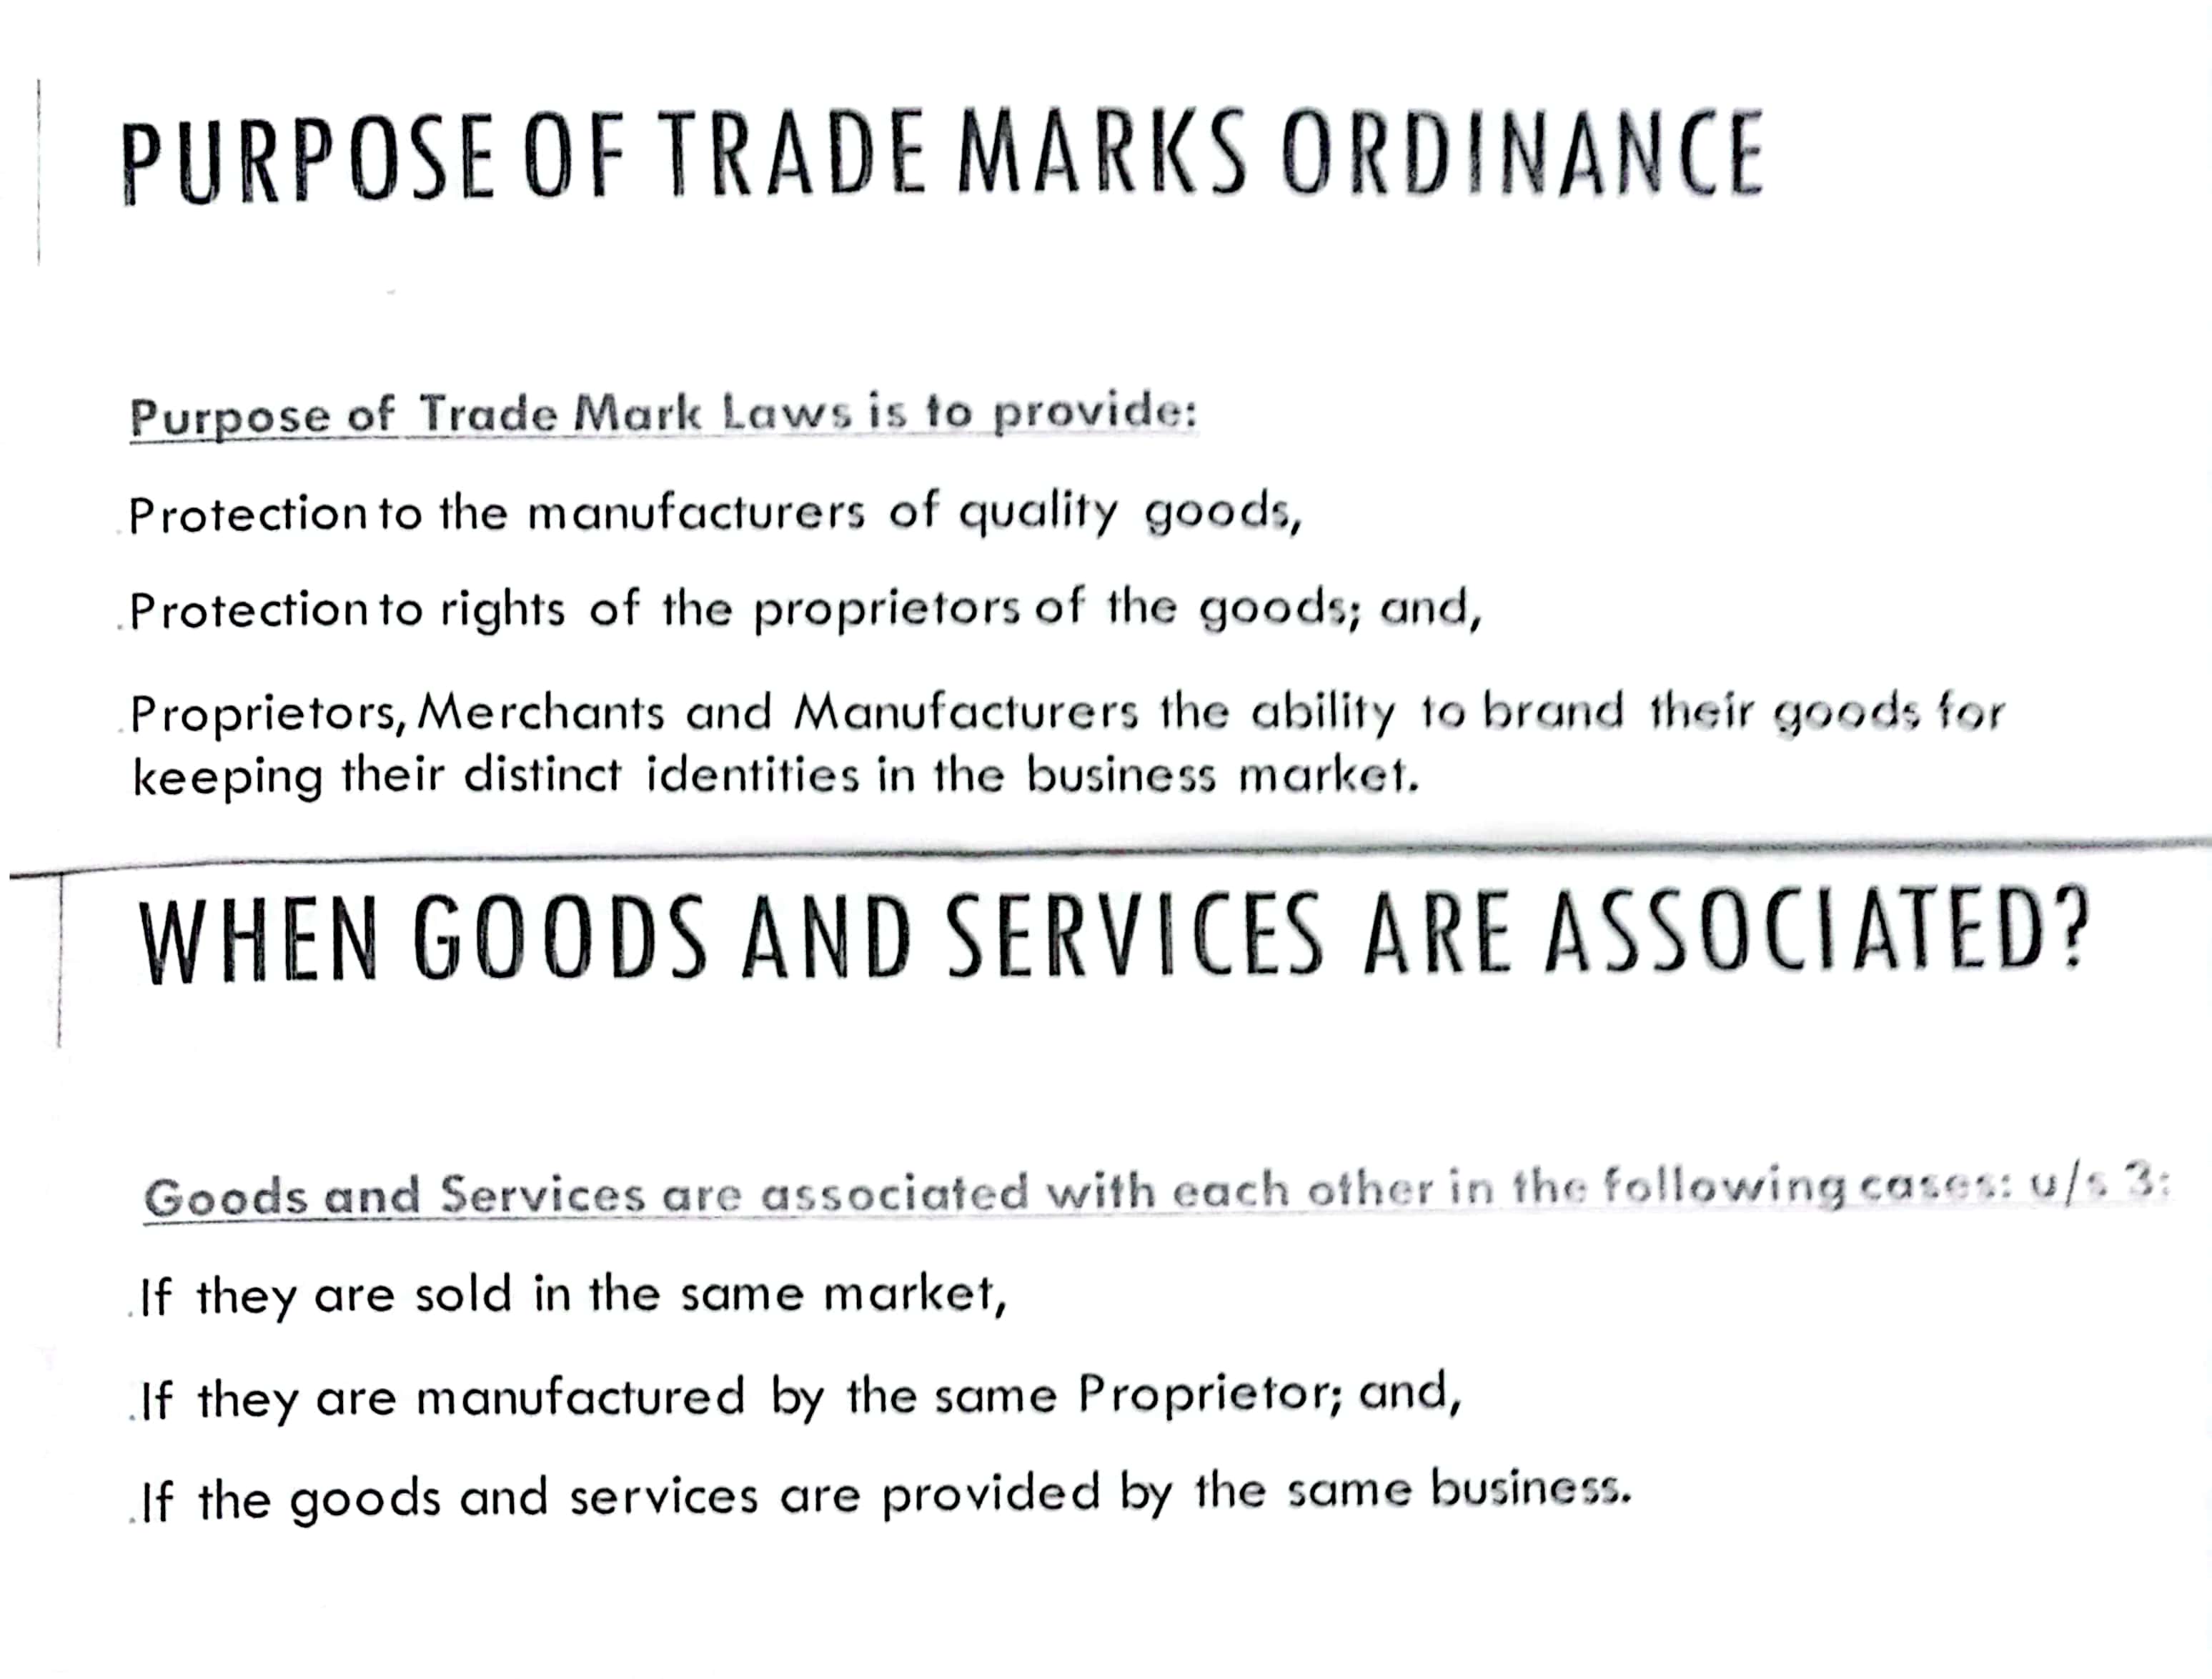 PURPOSE OF TRADE MARKS ORDINANCE
Purpose of Trade Mark Laws is to provide:
.Protection to the manufacturers of quality goods,
.Protection to rights of the proprietors of the goods; and,
.Proprietors, Merchants and Manufacturers the ability to brand their goods for
keeping their distinct identities in the business market.
WHEN GOODS AND SERVICES ARE ASSOCIATED?
Goods and Services are associated with each other in the following cases: u/s 3:
.If they are sold in the same market,
.If they are manufactured by the same Proprietor; and,
.If the goods and services are provided by the same business.